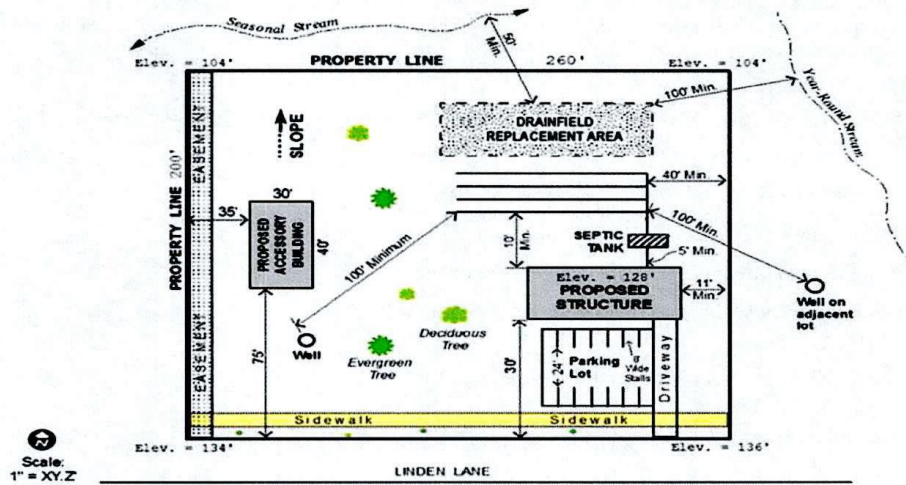 Seasonal Stream
50' Min.
Elev. = 104'
PROPERTY LINE
260'
Elev. = 104'
Year-Round Stream
100' Min.
DRAINFIELD
REPLACEMENT AREA
EASEMENT
SLOPE
PROPERTY LINE 200'
40' Min.
30'
35'
PROPOSED
ACCESSORY
BUILDING
40'
100' Minimum
10' Min.
SEPTIC
TANK
100' Min.
5' Min.
Elev. = 128'
PROPOSED
STRUCTURE
11'
Min.
Well on
adjacent
lot
EASEMENT
75'
Well
Deciduous
Tree
Evergreen
Tree
30'
24'
Parking
Lot
8'
Wide
Stalls
Driveway
Sidewalk
Sidewalk
Elev. = 134'
Elev. = 136'
N
Scale:
1" = XY.Z'
LINDEN LANE